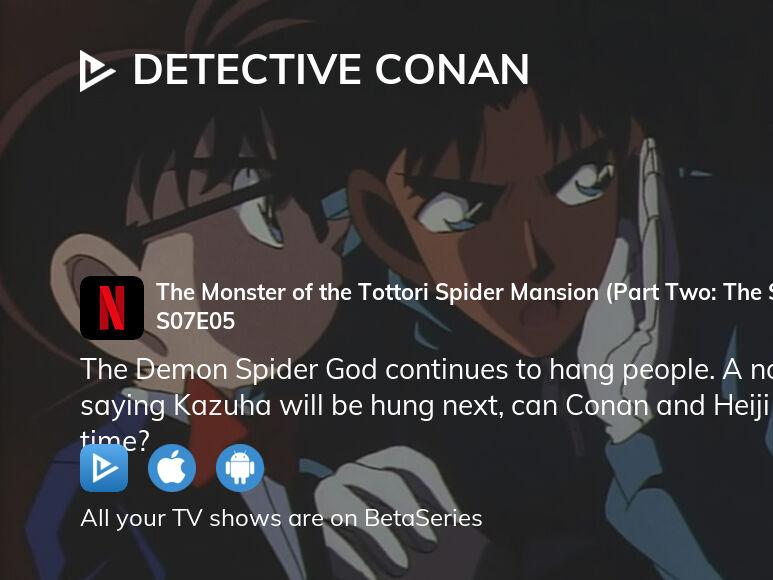 DETECTIVE CONAN
The Monster of the Tottori Spider Mansion (Part Two: The
S07E05
The Demon Spider God continues to hang people. A
saying Kazuha will be hung next, can Conan and Heiji
time?
All your TV shows are on BetaSeries